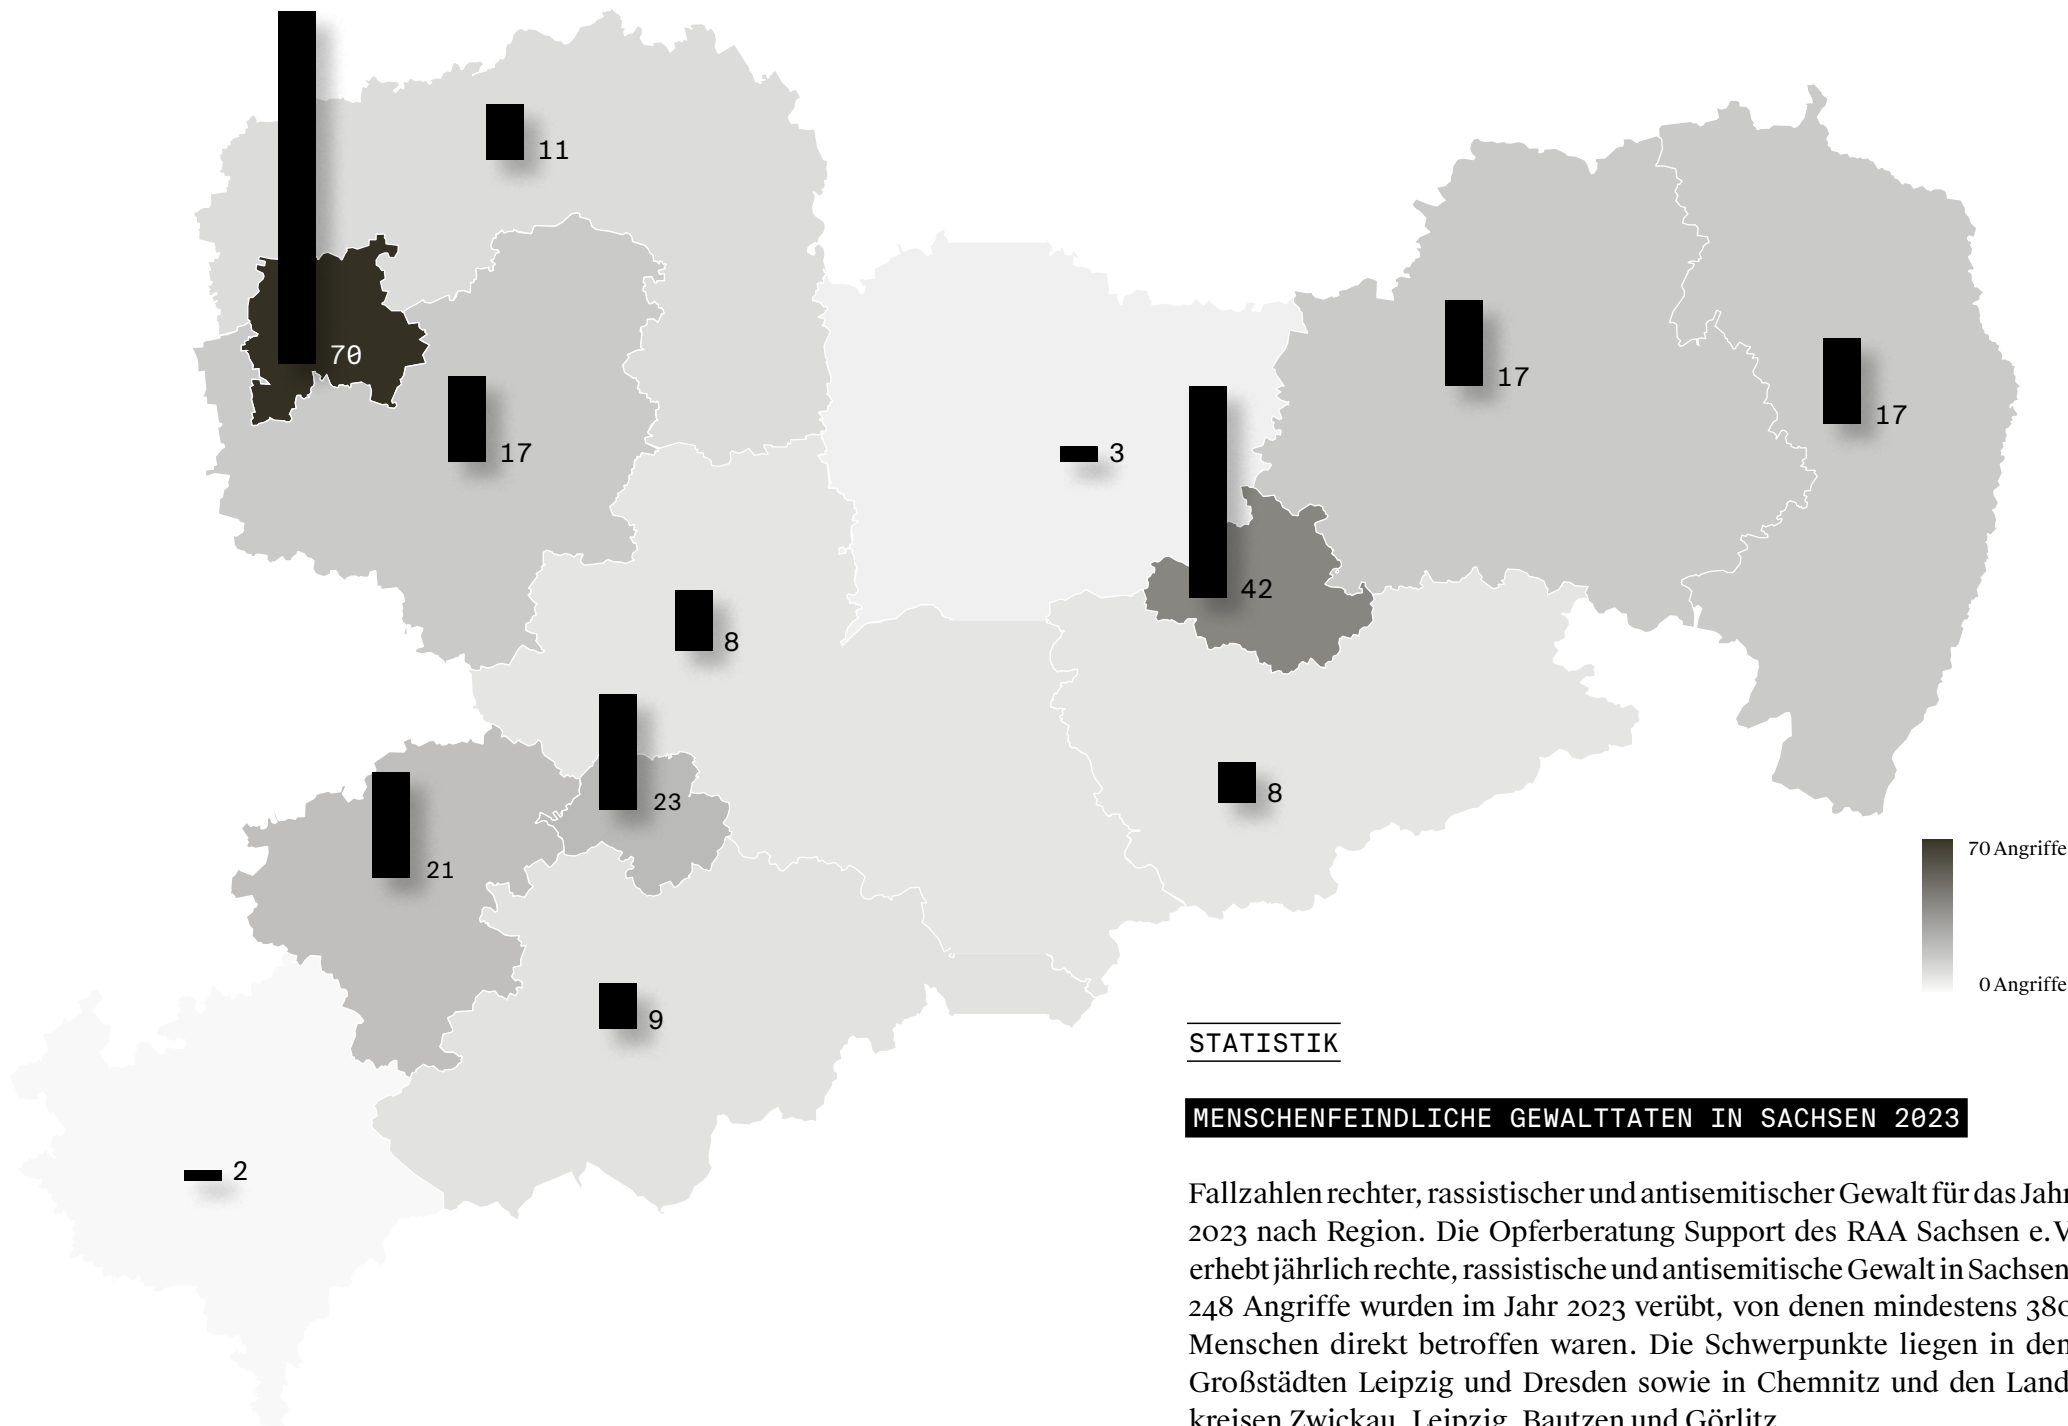 11
70
17
17
17
3
42
8
23
8
21
9
2
70 Angriffe
0 Angriffe
STATISTIK
MENSCHENFEINDLICHE GEWALTTATEN IN SACHSEN 2023
Fallzahlen rechter, rassistischer und antisemitischer Gewalt für das Jahr
2023 nach Region. Die Opferberatung Support des RAA Sachsen e.V
erhebt jährlich rechte, rassistische und antisemitische Gewalt in Sachsen
248 Angriffe wurden im Jahr 2023 verübt, von denen mindestens 380
Menschen direkt betroffen waren. Die Schwerpunkte liegen in den
Großstädten Leipzig und Dresden sowie in Chemnitz und den Land
kreisen Zwickau, Leipzig, Bautzen und Görlitz